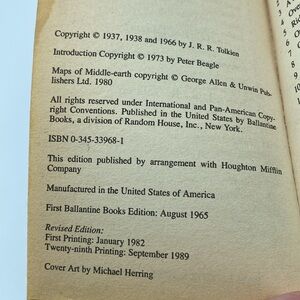 Copyright © 1937, 1938 and 1966 by J. R. R. Tolkien
Introduction Copyright © 1973 by Peter Beagle
Maps of Middle-earth copyright © George Allen & Unwin Pub-
lishers Ltd. 1980
All rights reserved under International and Pan-American Copy-
right Conventions. Published in the United States by Ballantine
Books, a division of Random House, Inc., New York.
ISBN 0-345-33968-1
This edition published by arrangement with Houghton Mifflin
Company
Manufactured in the United States of America
First Ballantine Books Edition: August 1965
Revised Edition:
First Printing: January 1982
Twenty-ninth Printing: September 1989
Cover Art by Michael Herring